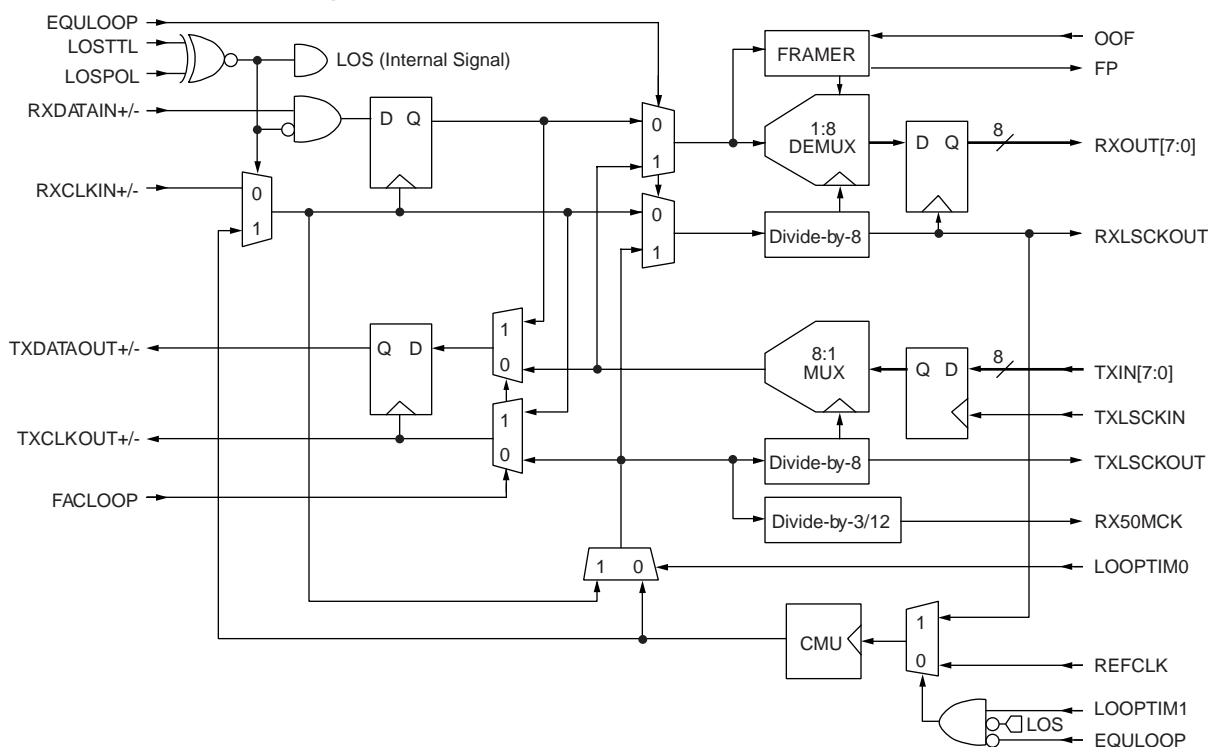 EQULOOP
LOSTTL
LOSPOL
LOS (Internal Signal)
RXDATAIN+/-
RXCLKIN+/-
0
1
D Q
0
1
0
1
FRAMER
OOF
FP
1:8
DEMUX
D Q
8
RXOUT[7:0]
Divide-by-8
RXLSCKOUT
TXDATAOUT+/-
Q D
1
0
8:1
MUX
Q D
8
TXIN[7:0]
TXLSCKIN
TXCLKOUT+/-
1
0
Divide-by-8
TXLSCKOUT
FACLOOP
Divide-by-3/12
RX50MCK
1 0
LOOPTIM0
CMU
1
0
REFCLK
LOOPTIM1
LOS
EQULOOP